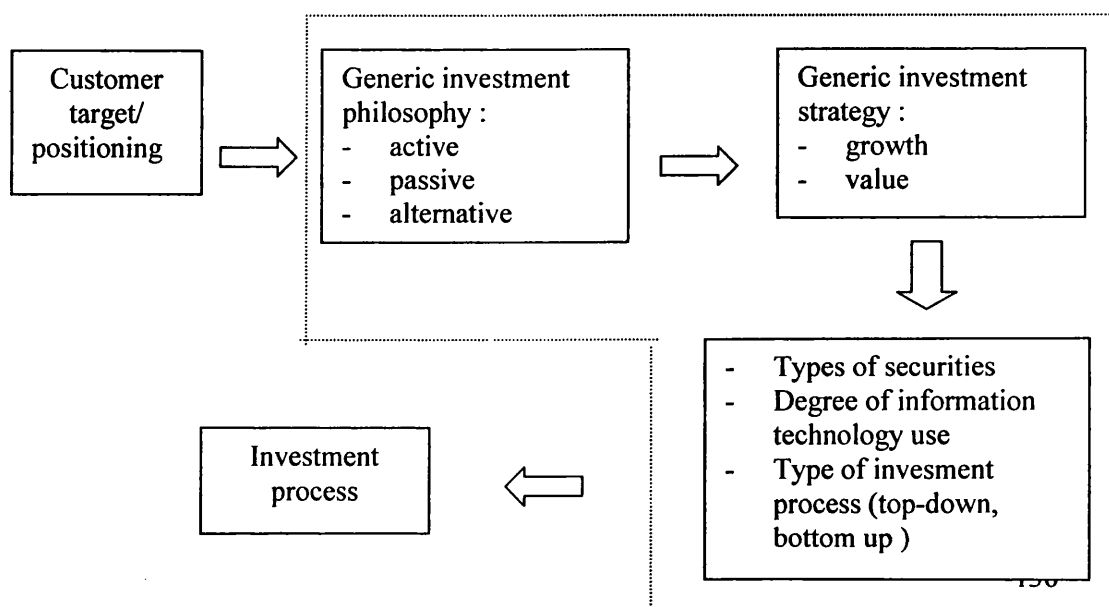 Customer
target/
positioning
Generic investment
philosophy :
- active
- passive
- alternative
Generic investment
strategy :
- growth
- value
- Types of securities
- Degree of information
technology use
- Type of invesment
process (top-down,
bottom up )
Investment
process